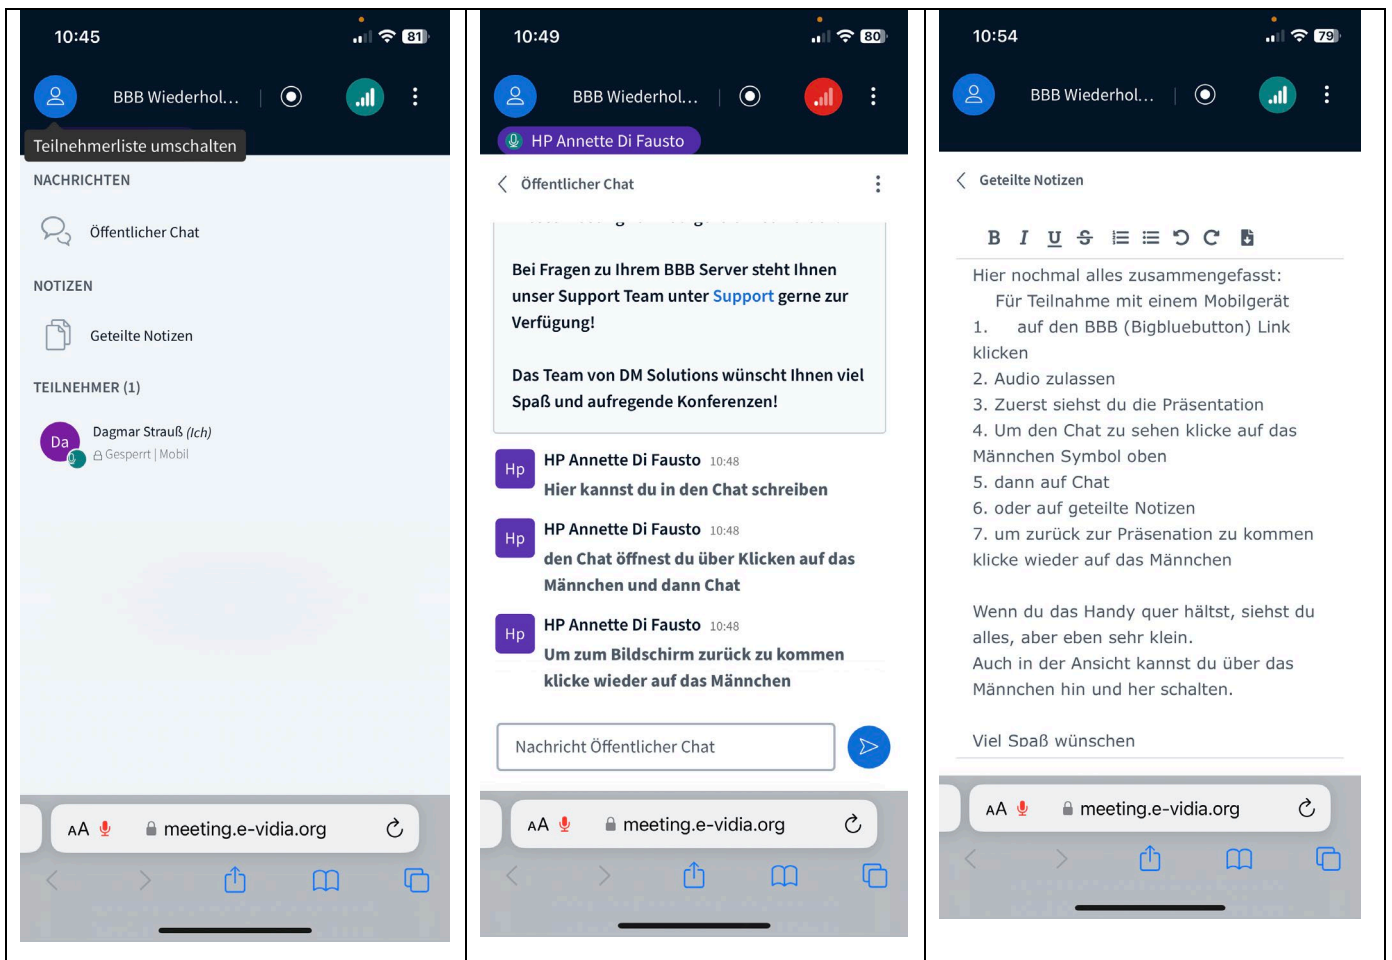 10:45
81
BBB Wiederhol...
Teilnehmerliste umschalten
NACHRICHTEN
Öffentlicher Chat
NOTIZEN
Geteilte Notizen
TEILNEHMER (1)
Da
Dagmar Strauß (Ich)
Gesperrt | Mobil
AA
meeting.e-vidia.org
10:49
80
BBB Wiederhol...
HP Annette Di Fausto
Öffentlicher Chat
Bei Fragen zu Ihrem BBB Server steht Ihnen
unser Support Team unter Support gerne zur
Verfügung!
Das Team von DM Solutions wünscht Ihnen viel
Spaß und aufregende Konferenzen!
Hp
HP Annette Di Fausto 10:48
Hier kannst du in den Chat schreiben
Hp
HP Annette Di Fausto 10:48
den Chat öffnest du über Klicken auf das
Männchen und dann Chat
Hp
HP Annette Di Fausto 10:48
Um zum Bildschirm zurück zu kommen
klicke wieder auf das Männchen
Nachricht Öffentlicher Chat
AA
meeting.e-vidia.org
10:54
79
BBB Wiederhol...
Geteilte Notizen
B I U S
Hier nochmal alles zusammengefasst:
Für Teilnahme mit einem Mobilgerät
1. auf den BBB (Bigbluebutton) Link
klicken
2. Audio zulassen
3. Zuerst siehst du die Präsentation
4. Um den Chat zu sehen klicke auf das
Männchen Symbol oben
5. dann auf Chat
6. oder auf geteilte Notizen
7. um zurück zur Präsenation zu kommen
klicke wieder auf das Männchen
Wenn du das Handy quer hältst, siehst du
alles, aber eben sehr klein.
Auch in der Ansicht kannst du über das
Männchen hin und her schalten.
Viel Spaß wünschen
AA
meeting.e-vidia.org